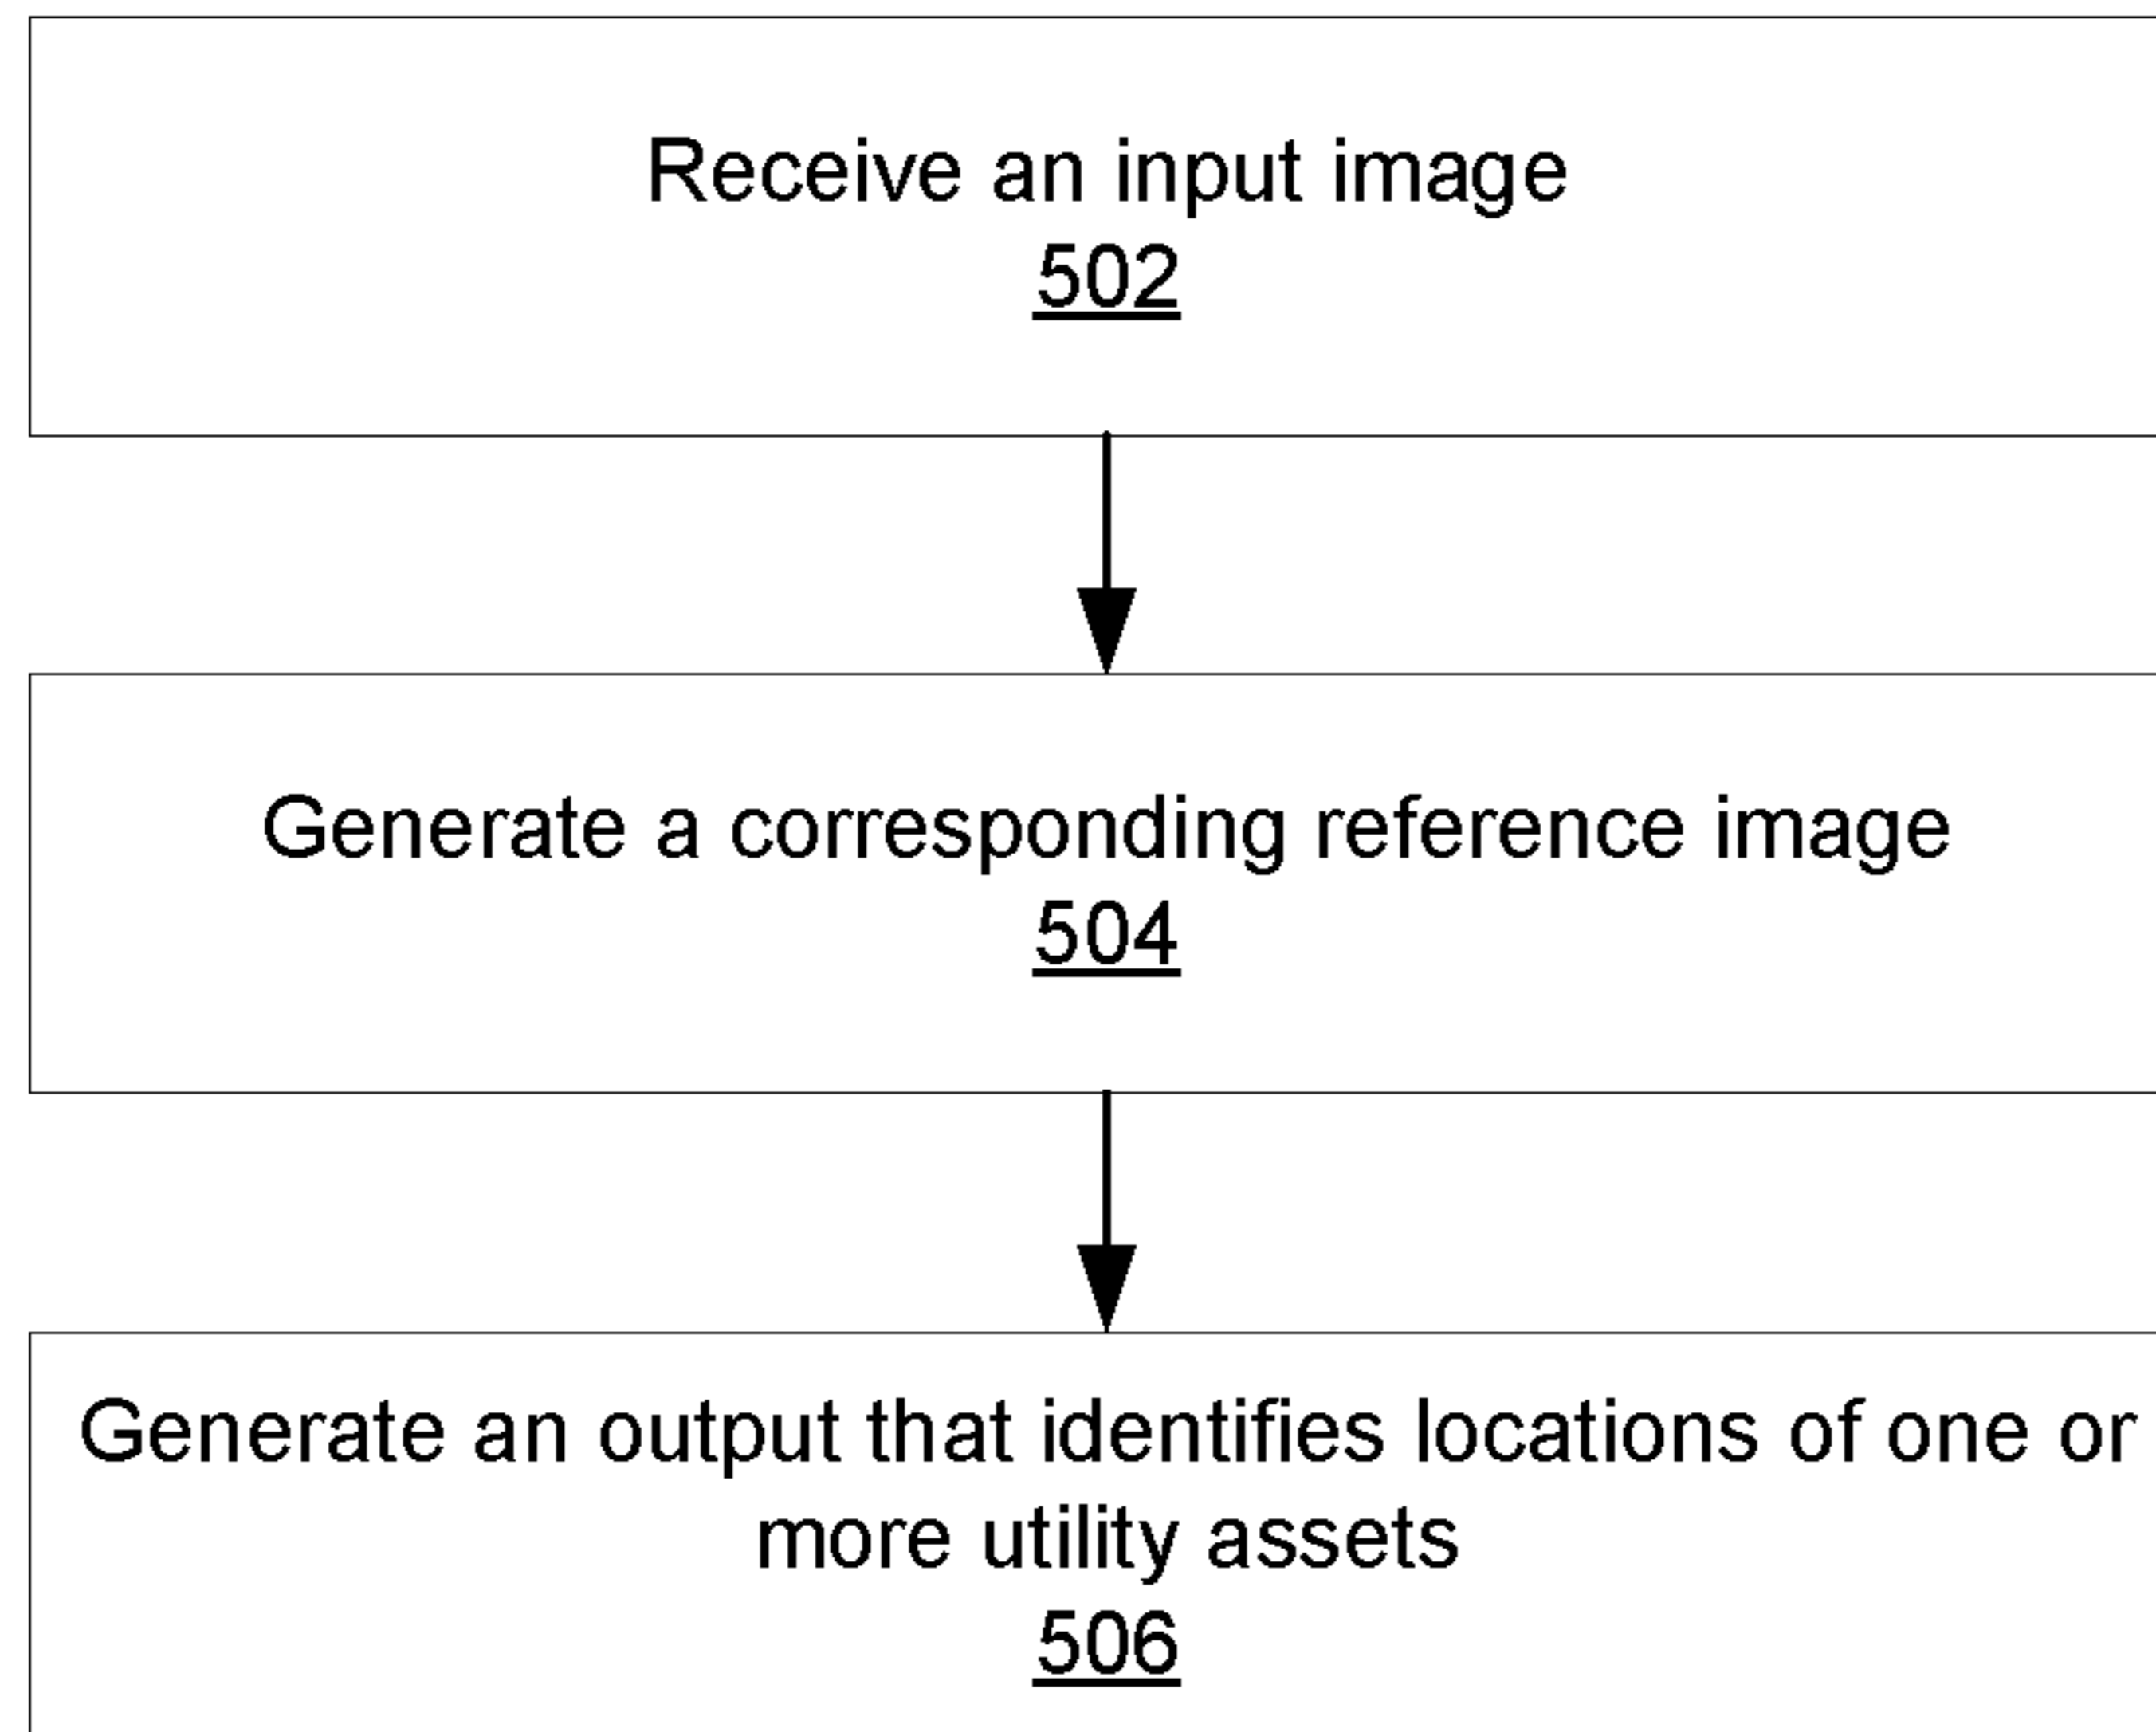 Receive an input image
502
Generate a corresponding reference image
504
Generate an output that identifies locations of one or
more utility assets
506